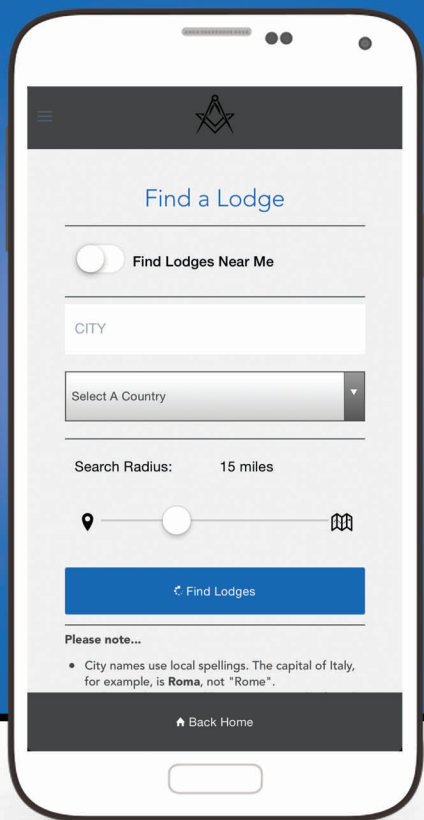 Find a Lodge
Find Lodges Near Me
CITY
Select A Country
Search Radius: 15 miles
Find Lodges
Please note...
• City names use local spellings. The capital of Italy,
for example, is Roma, not "Rome".
Back Home